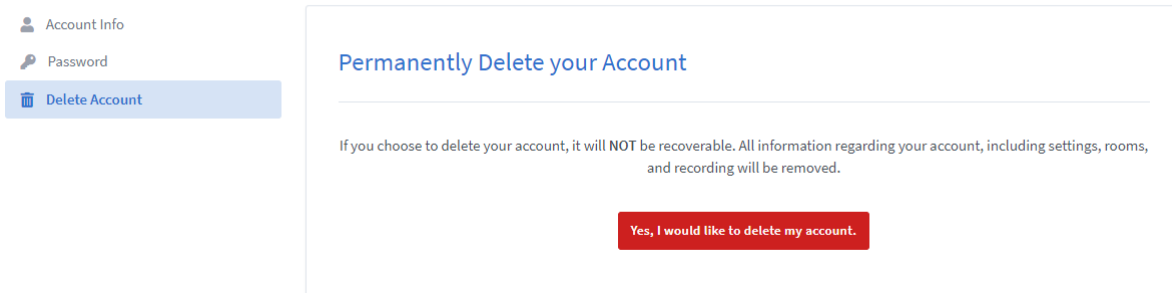 Account Info
Password
Delete Account
Permanently Delete your Account
If you choose to delete your account, it will NOT be recoverable. All information regarding your account, including settings, rooms,
and recording will be removed.
Yes, I would like to delete my account.